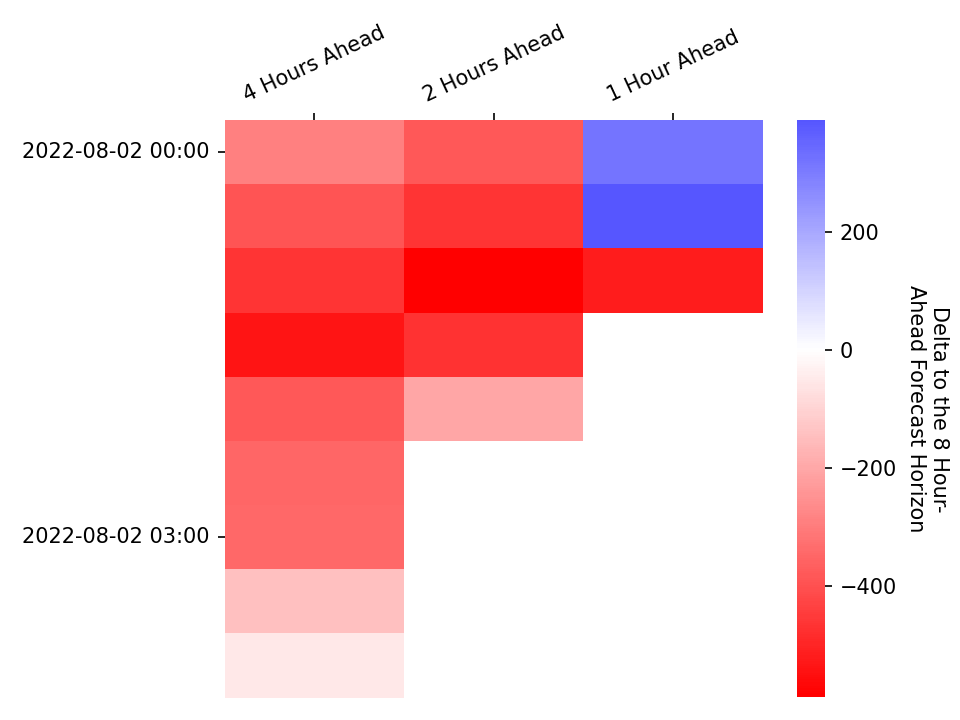 4 Hours Ahead
2 Hours Ahead
1 Hour Ahead
2022-08-02 00:00
2022-08-02 03:00
200
0
−200
−400
Delta to the 8 Hour-
Ahead Forecast Horizon